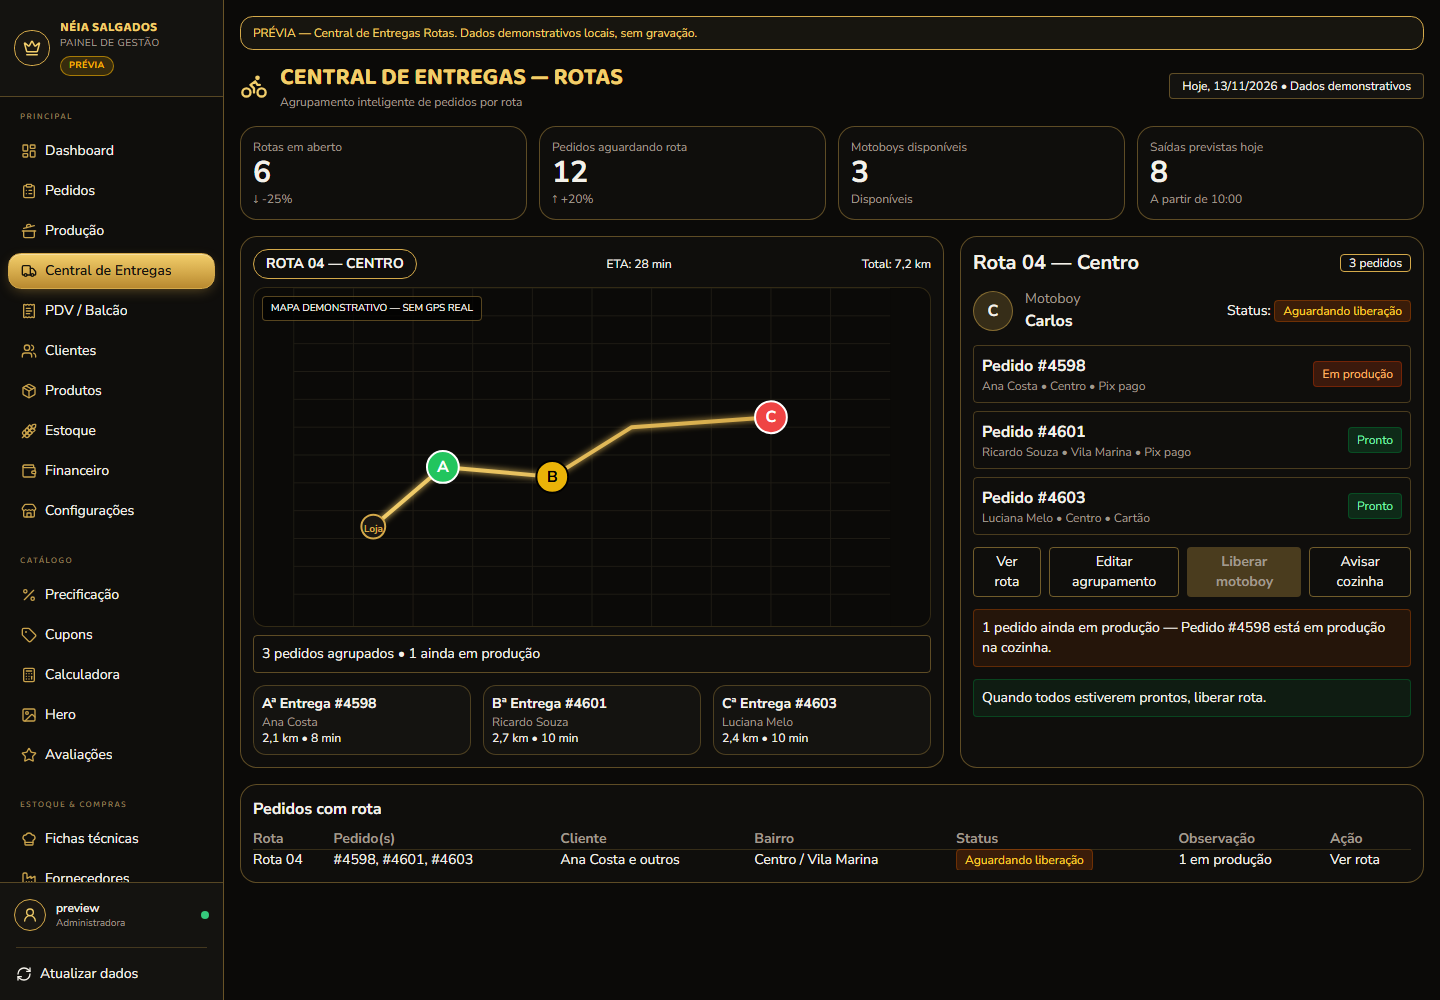 NÉIA SALGADOS
PAINEL DE GESTÃO
PRÉVIA
PRINCIPAL
Dashboard
Pedidos
Produção
Central de Entregas
PDV / Balcão
Clientes
Produtos
Estoque
Financeiro
Configurações
CATÁLOGO
Precificação
Cupons
Calculadora
Hero
Avaliações
ESTOQUE & COMPRAS
Fichas técnicas
Fornecedores
preview
Administradora
Atualizar dados
PRÉVIA — Central de Entregas Rotas. Dados demonstrativos locais, sem gravação.
CENTRAL DE ENTREGAS — ROTAS
Agrupamento inteligente de pedidos por rota
Hoje, 13/11/2026 • Dados demonstrativos
Rotas em aberto
6
↓ -25%
Pedidos aguardando rota
12
↑ +20%
Motoboys disponíveis
3
Disponíveis
Saídas previstas hoje
8
A partir de 10:00
ROTA 04 — CENTRO
ETA: 28 min
Total: 7,2 km
MAPA DEMONSTRATIVO — SEM GPS REAL
C
A
B
Loja
3 pedidos agrupados • 1 ainda em produção
Aª Entrega #4598
Ana Costa
2,1 km • 8 min
Bª Entrega #4601
Ricardo Souza
2,7 km • 10 min
Cª Entrega #4603
Luciana Melo
2,4 km • 10 min
Rota 04 — Centro
3 pedidos
C
Motoboy
Carlos
Status: Aguardando liberação
Pedido #4598
Ana Costa • Centro • Pix pago
Em produção
Pedido #4601
Ricardo Souza • Vila Marina • Pix pago
Pronto
Pedido #4603
Luciana Melo • Centro • Cartão
Pronto
Ver
rota
Editar
agrupamento
Liberar
motoboy
Avisar
cozinha
1 pedido ainda em produção — Pedido #4598 está em produção
na cozinha.
Quando todos estiverem prontos, liberar rota.
Pedidos com rota
Rota Pedido(s) Cliente Bairro Status Observação Ação
Rota 04 #4598, #4601, #4603 Ana Costa e outros Centro / Vila Marina Aguardando liberação 1 em produção Ver rota